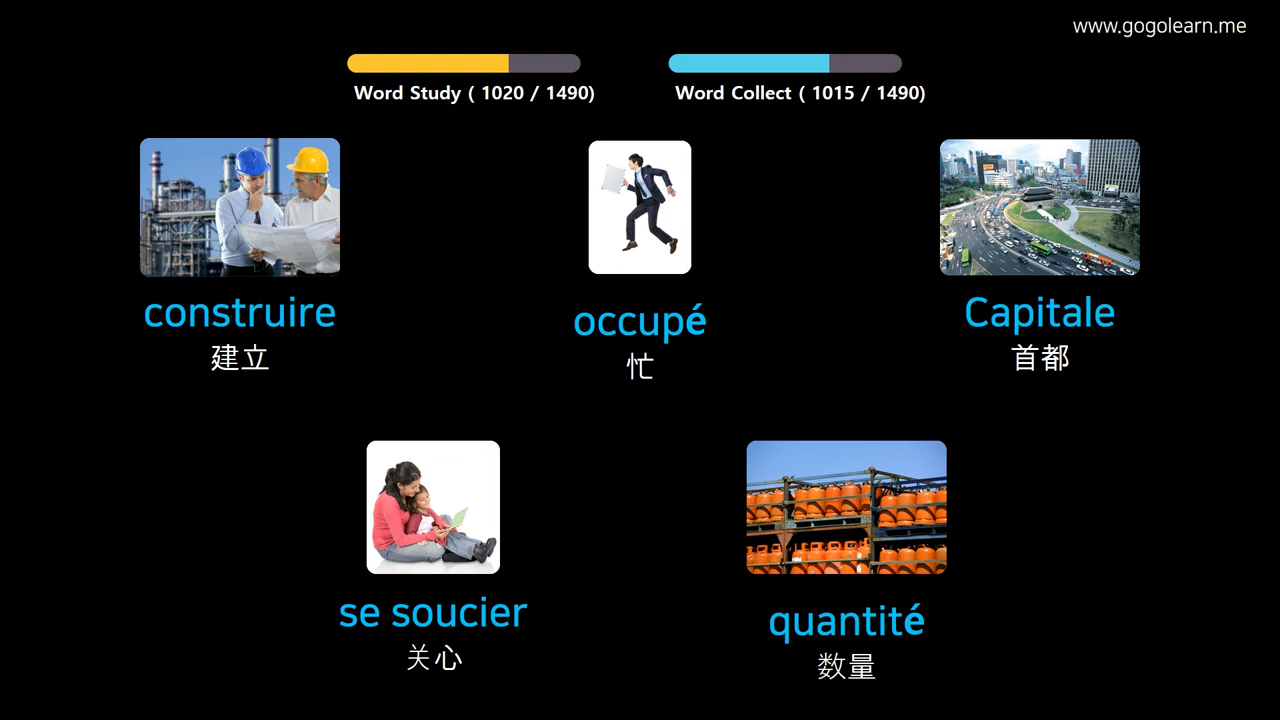 www.gogolearn.me
Word Study ( 1020 / 1490)
Word Collect ( 1015 / 1490)
construire
建立
occupé
忙
Capitale
首都
se soucier
关心
quantité
数量